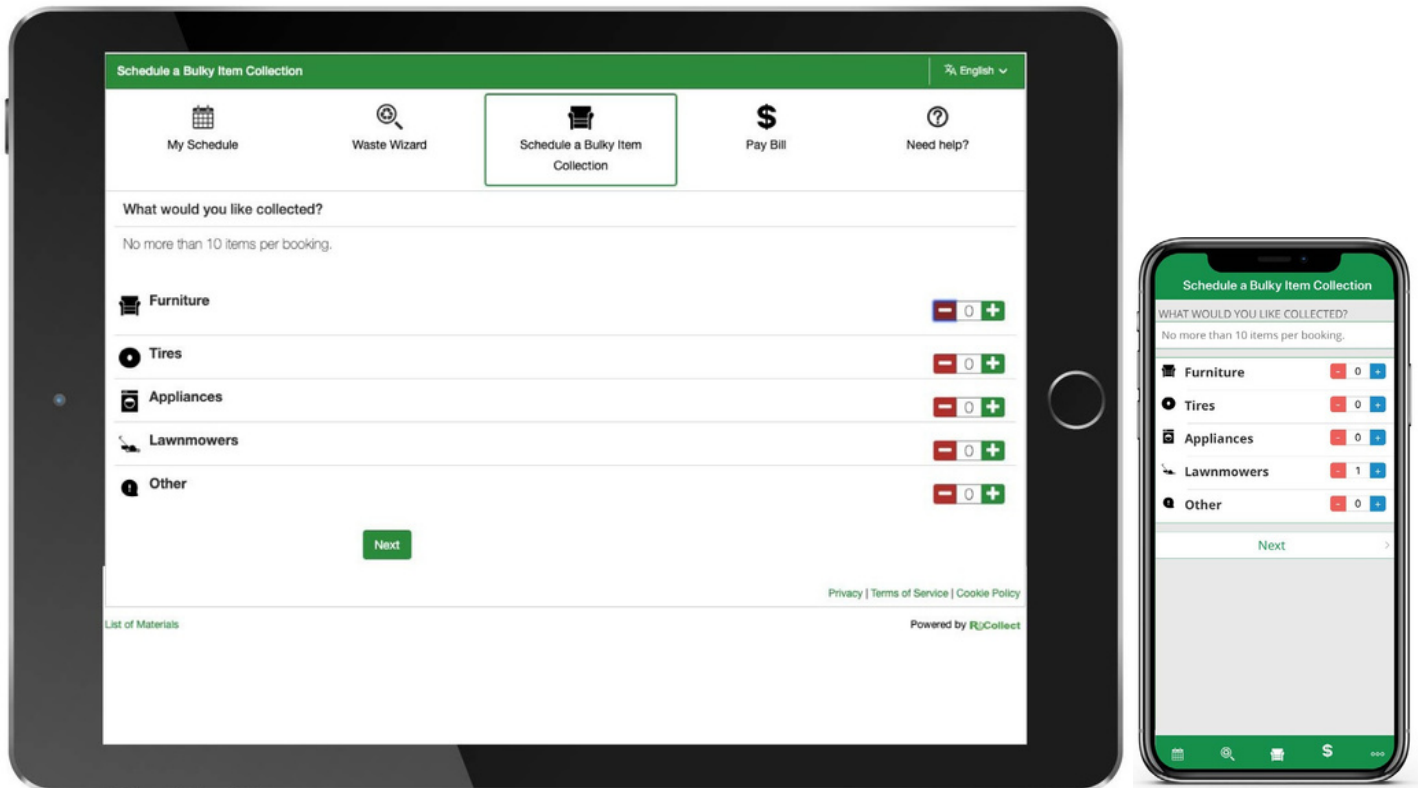 Schedule a Bulky Item Collection
English
My Schedule
Waste Wizard
Schedule a Bulky Item
Collection
Pay Bill
Need help?
What would you like collected?
No more than 10 items per booking.
Furniture
0
Tires
0
Appliances
0
Lawnmowers
0
Other
0
Next
Privacy | Terms of Service | Cookie Policy
List of Materials
Powered by ReCollect
Schedule a Bulky Item Collection
WHAT WOULD YOU LIKE COLLECTED?
No more than 10 items per booking.
Furniture - 0 +
Tires - 0 +
Appliances - 0 +
Lawnmowers - 1 +
Other - 0 +
Next